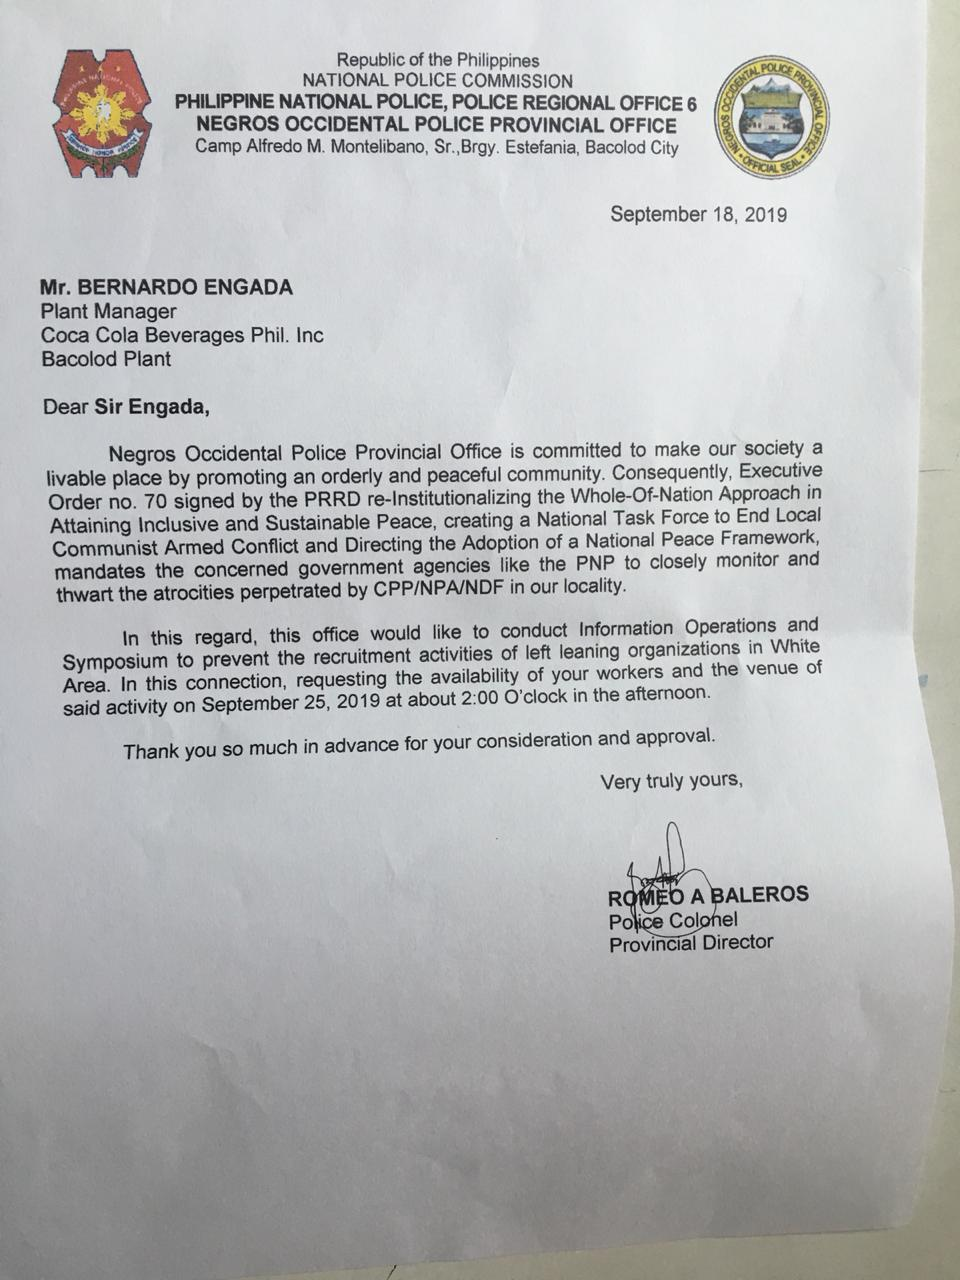 Republic of the Philippines
NATIONAL POLICE COMMISSION
PHILIPPINE NATIONAL POLICE, POLICE REGIONAL OFFICE 6
NEGROS OCCIDENTAL POLICE PROVINCIAL OFFICE
Camp Alfredo M. Montelibano, Sr.,Brgy. Estefania, Bacolod City
PHILIPPINE NATIONAL POLICE
SERVICE HONOR JUSTICE
NEGROS OCCIDENTAL POLICE PROVINCIAL OFFICE
OFFICIAL SEAL
September 18, 2019
Mr. BERNARDO ENGADA
Plant Manager
Coca Cola Beverages Phil. Inc
Bacolod Plant
Dear Sir Engada,
Negros Occidental Police Provincial Office is committed to make our society a
livable place by promoting an orderly and peaceful community. Consequently, Executive
Order no. 70 signed by the PRRD re-Institutionalizing the Whole-Of-Nation Approach in
Attaining Inclusive and Sustainable Peace, creating a National Task Force to End Local
Communist Armed Conflict and Directing the Adoption of a National Peace Framework,
mandates the concerned government agencies like the PNP to closely monitor and
thwart the atrocities perpetrated by CPP/NPA/NDF in our locality.
In this regard, this office would like to conduct Information Operations and
Symposium to prevent the recruitment activities of left leaning organizations in White
Area. In this connection, requesting the availability of your workers and the venue of
said activity on September 25, 2019 at about 2:00 O'clock in the afternoon.
Thank you so much in advance for your consideration and approval.
Very truly yours,
ROMEO A BALEROS
Police Colonel
Provincial Director